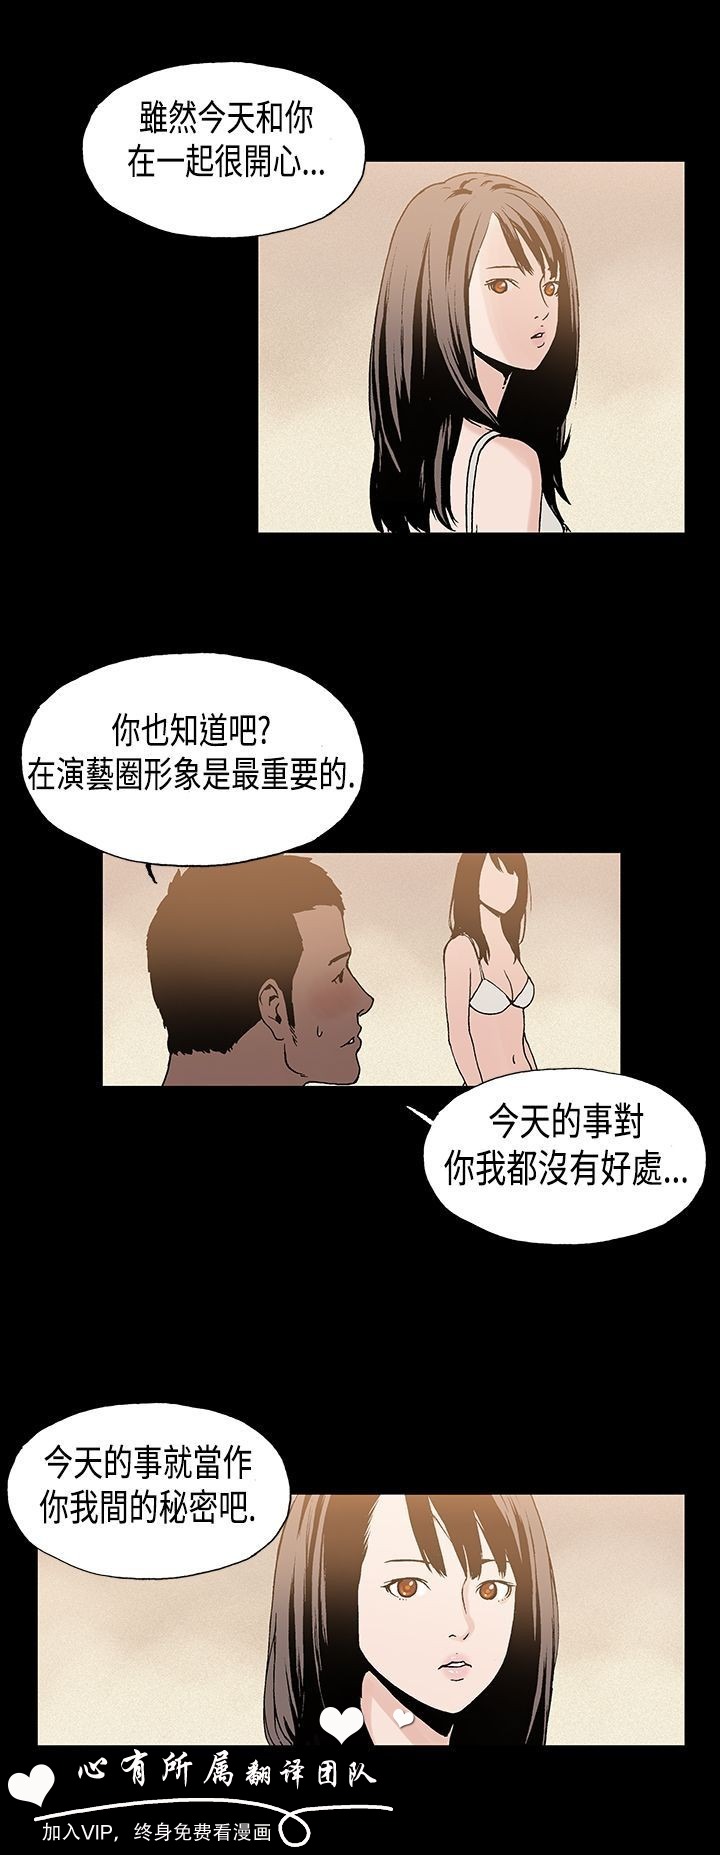 雖然今天和你
在一起很開心...
你也知道吧?
在演藝圈形象是最重要的.
今天的事對
你我都沒有好處...
今天的事就當作
你我間的秘密吧.
心有所属翻译团队
加入VIP，终身免费看漫画